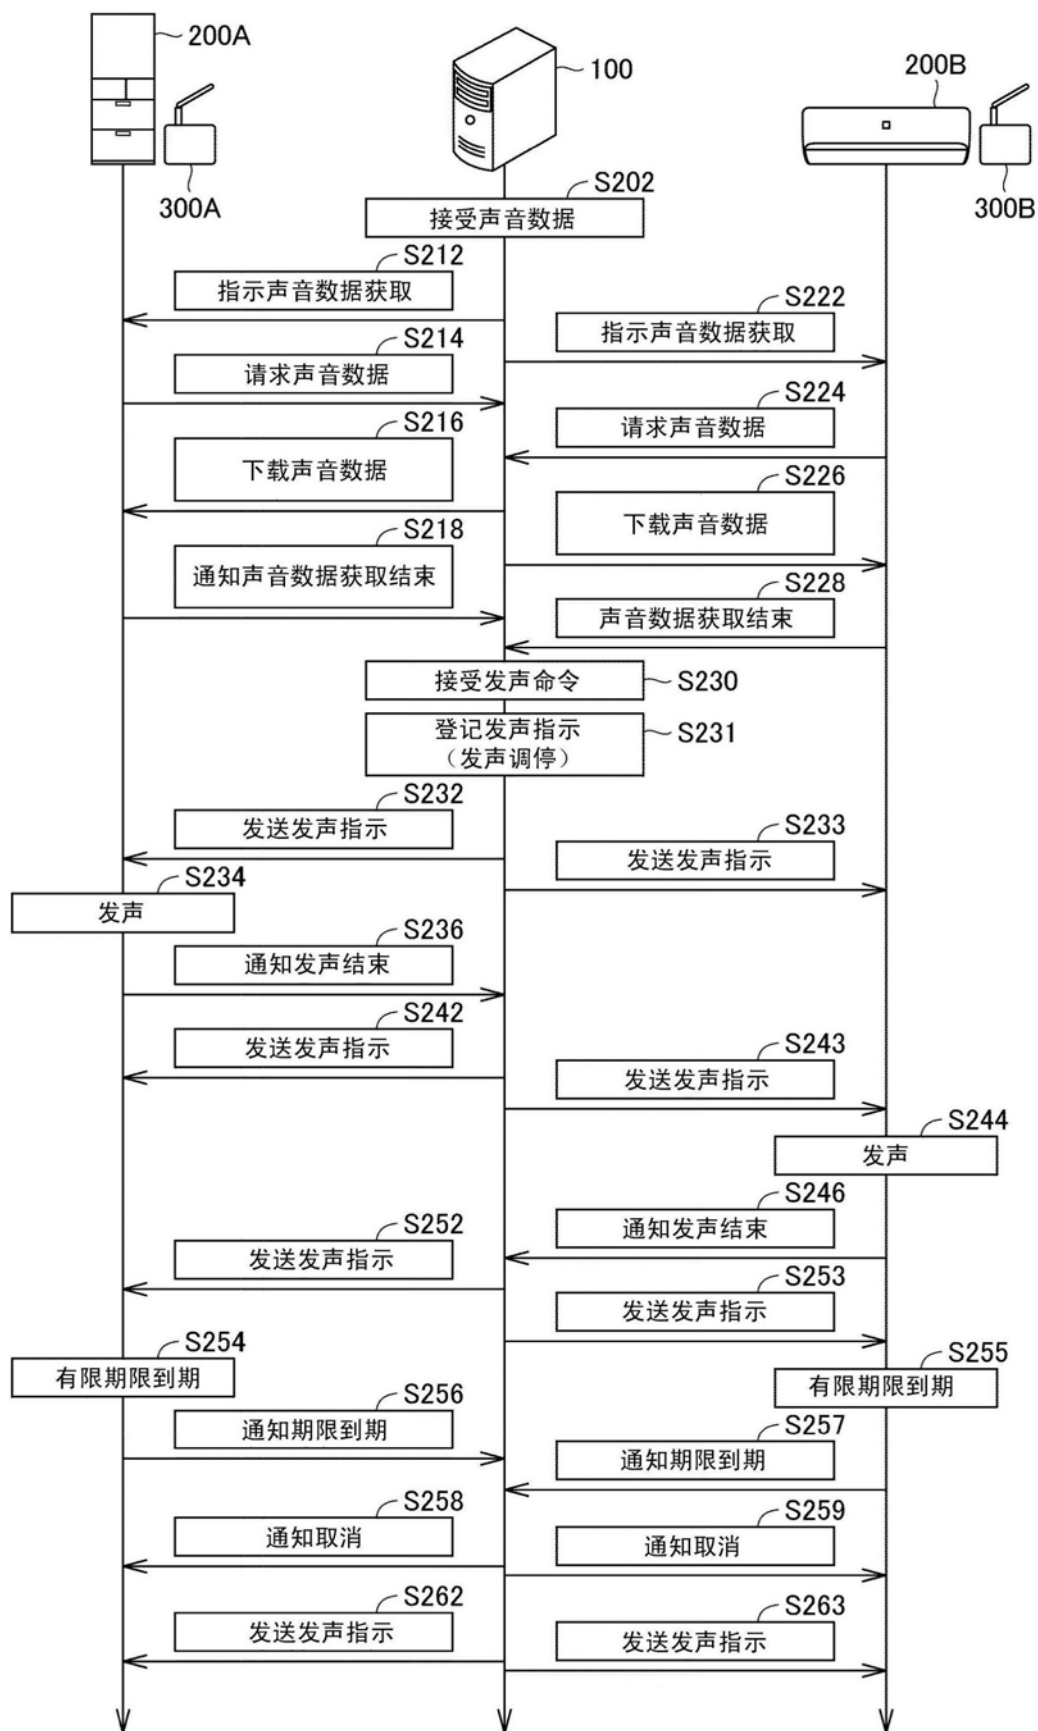 200A
100
200B
300A
300B
S202
接受声音数据
S212
指示声音数据获取
S222
指示声音数据获取
S214
请求声音数据
S224
请求声音数据
S216
下载声音数据
S226
下载声音数据
S218
通知声音数据获取结束
S228
声音数据获取结束
接受发声命令
S230
登记发声指示
（发声调停）
S231
S232
发送发声指示
S233
发送发声指示
S234
发声
S236
通知发声结束
S242
发送发声指示
S243
发送发声指示
S244
发声
S246
通知发声结束
S252
发送发声指示
S253
发送发声指示
S254
有限期限到期
S255
有限期限到期
S256
通知期限到期
S257
通知期限到期
S258
通知取消
S259
通知取消
S262
发送发声指示
S263
发送发声指示